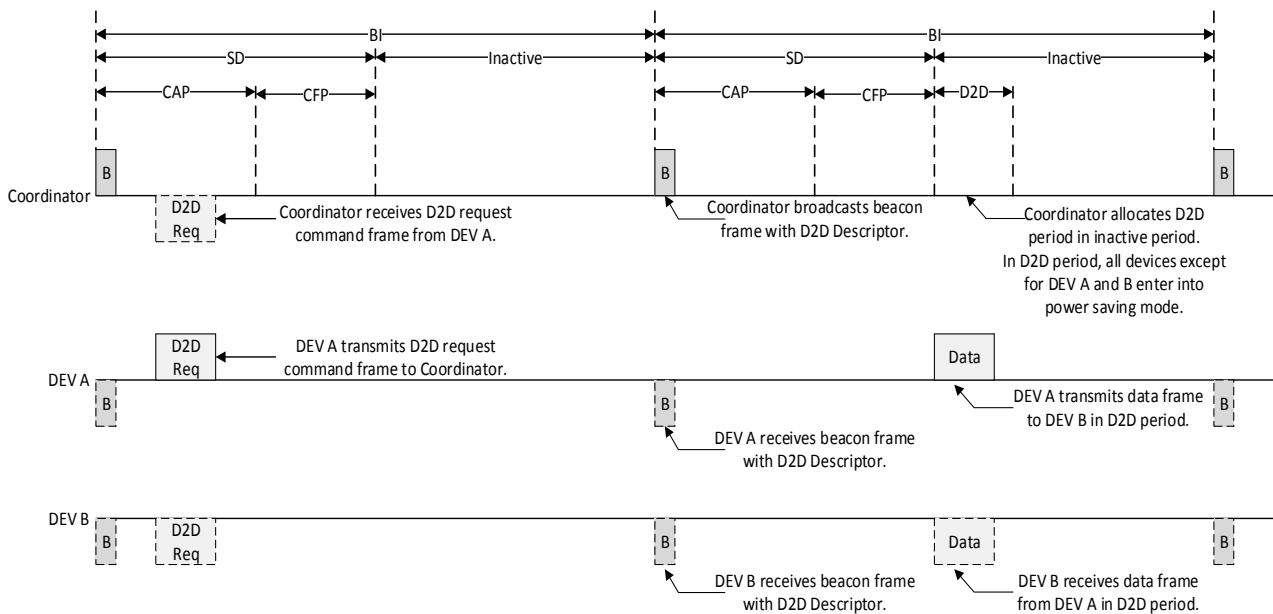 BI
BI
SD
Inactive
SD
Inactive
CAP
CFP
CAP
CFP
D2D
B
B
B
Coordinator
D2D
Req
Coordinator receives D2D request
command frame from DEV A.
Coordinator broadcasts beacon
frame with D2D Descriptor.
Coordinator allocates D2D
period in inactive period.
In D2D period, all devices except
for DEV A and B enter into
power saving mode.
D2D
Req
DEV A transmits D2D request
command frame to Coordinator.
Data
DEV A
B
B
B
DEV A transmits data frame
to DEV B in D2D period.
DEV A receives beacon frame
with D2D Descriptor.
DEV B
B
D2D
Req
B
Data
B
DEV B receives beacon frame
with D2D Descriptor.
DEV B receives data frame
from DEV A in D2D period.